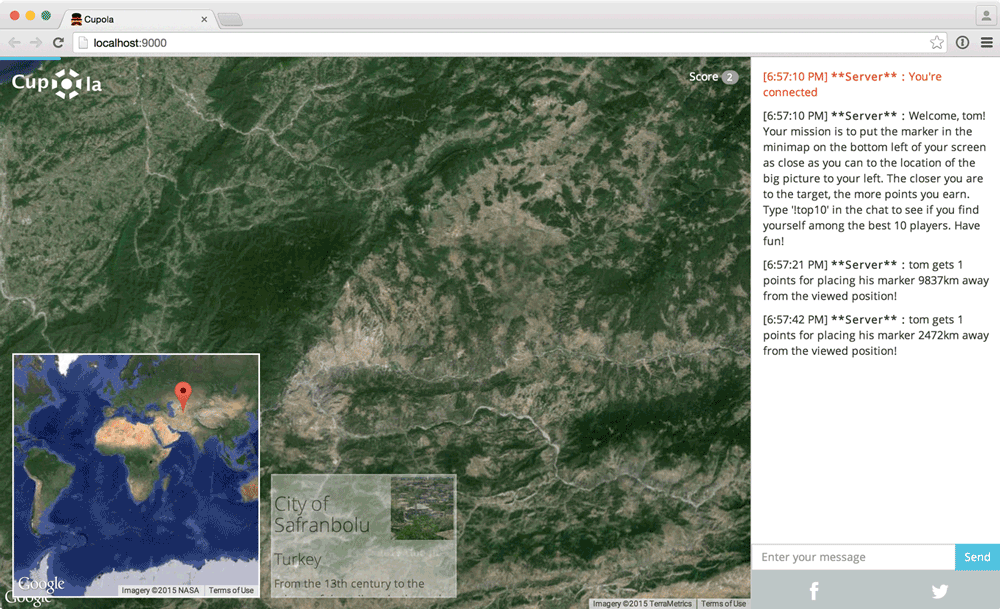 Cupola
localhost:9000
Cupola
Score 2
[6:57:10 PM] **Server** : You're
connected
[6:57:10 PM] **Server** : Welcome, tom!
Your mission is to put the marker in the
minimap on the bottom left of your screen
as close as you can to the location of the
big picture to your left. The closer you are
to the target, the more points you earn.
Type '!top10' in the chat to see if you find
yourself among the best 10 players. Have
fun!
[6:57:21 PM] **Server** : tom gets 1
points for placing his marker 9837km away
from the viewed position!
[6:57:42 PM] **Server** : tom gets 1
points for placing his marker 2472km away
from the viewed position!
City of
Safranbolu
Turkey
From the 13th century to the
Google
Imagery ©2015 NASA Terms of Use
Google
Imagery ©2015 TerraMetrics Terms of Use
Enter your message
Send